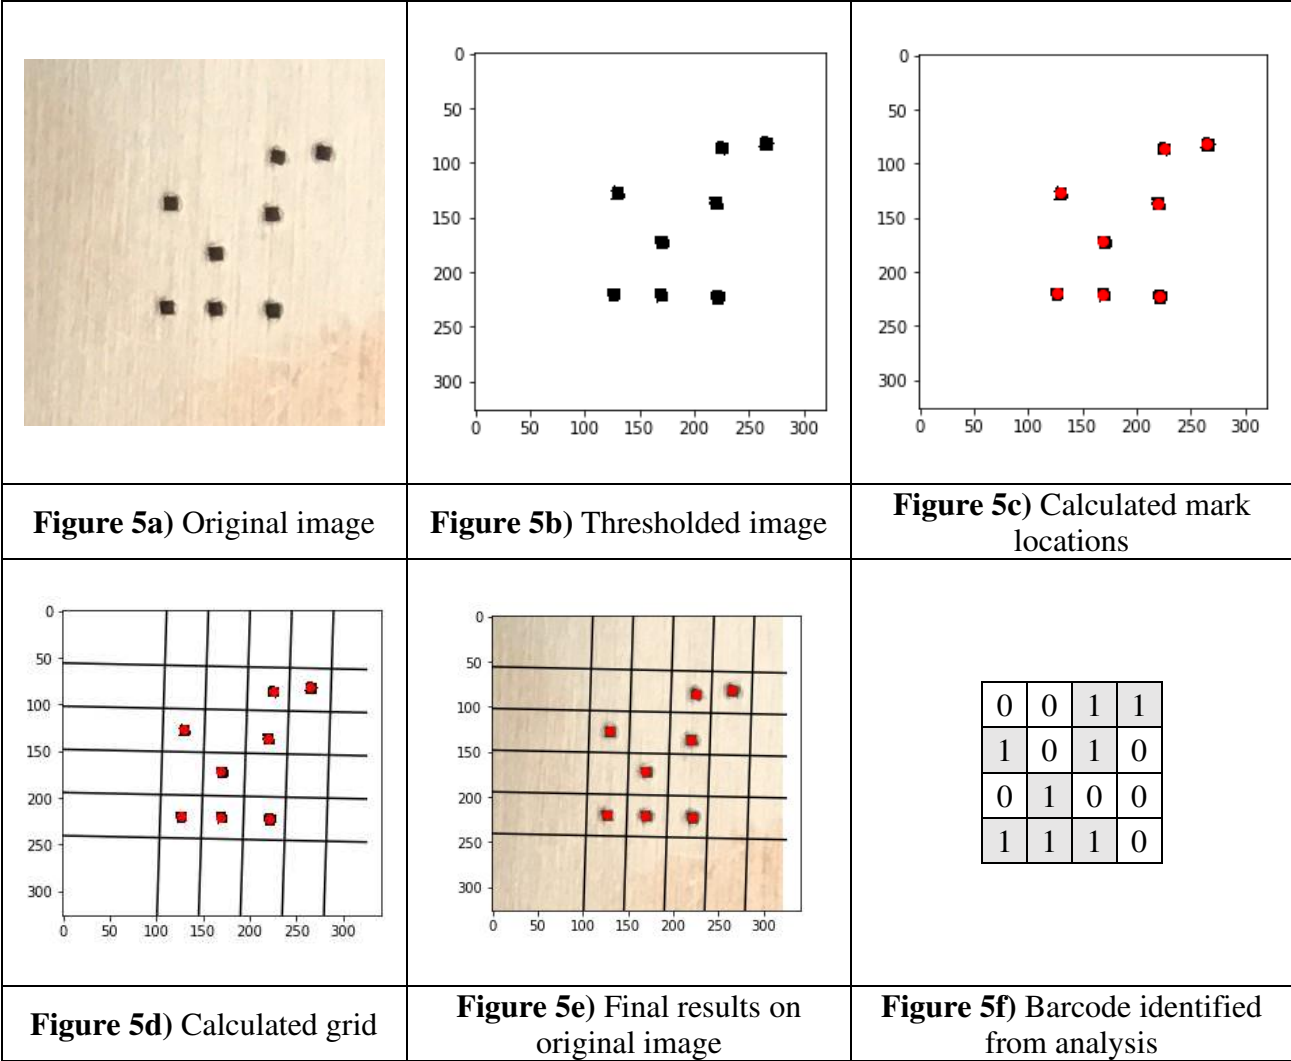 0
50
100
150
200
250
300
0 50 100 150 200 250 300
0
50
100
150
200
250
300
0 50 100 150 200 250 300
Figure 5a) Original image
Figure 5b) Thresholded image
Figure 5c) Calculated mark
locations
0
50
100
150
200
250
300
0 50 100 150 200 250 300
0
50
100
150
200
250
300
0 50 100 150 200 250 300
0 0 1 1
1 0 1 0
0 1 0 0
1 1 1 0
Figure 5d) Calculated grid
Figure 5e) Final results on
original image
Figure 5f) Barcode identified
from analysis